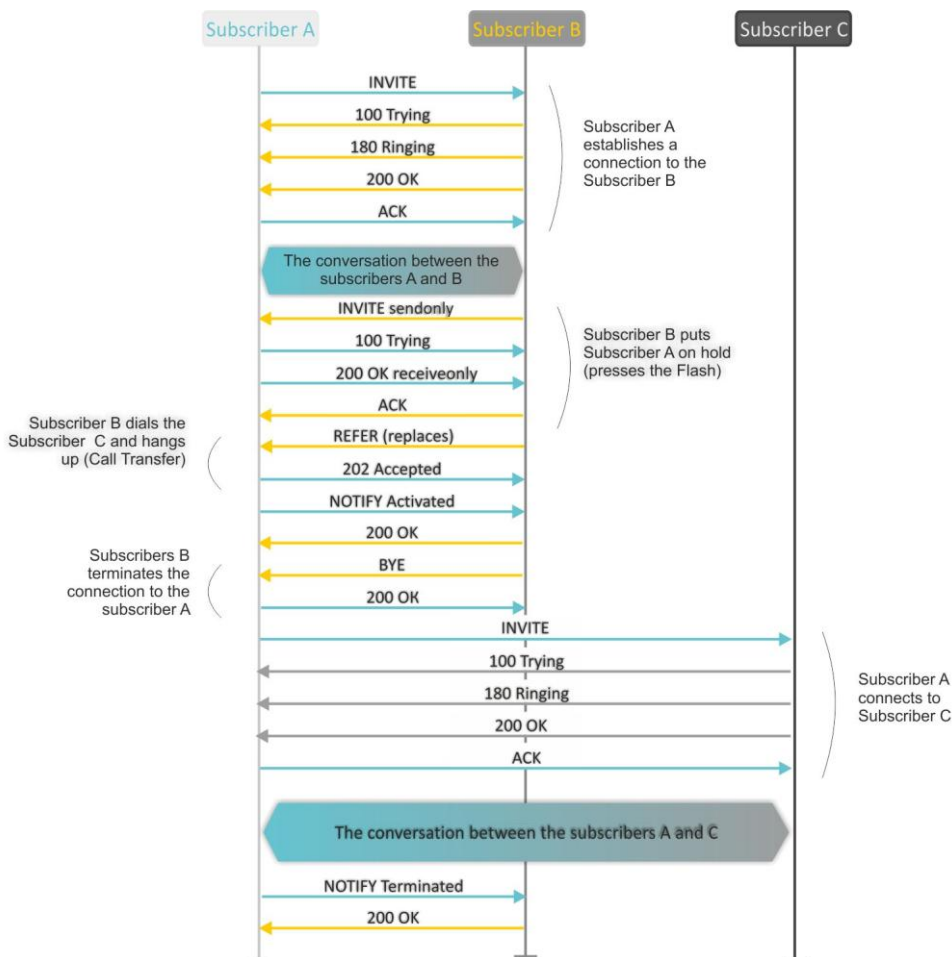 Subscriber A
Subscriber B
Subscriber C
INVITE
100 Trying
180 Ringing
200 OK
ACK
Subscriber A
establishes a
connection to the
Subscriber B
The conversation between the
subscribers A and B
INVITE sendonly
100 Trying
200 OK receiveonly
ACK
Subscriber B puts
Subscriber A on hold
(presses the Flash)
Subscriber B dials the
Subscriber C and hangs
up (Call Transfer)
REFER (replaces)
202 Accepted
NOTIFY Activated
200 OK
BYE
200 OK
Subscribers B
terminates the
connection to the
subscriber A
INVITE
100 Trying
180 Ringing
200 OK
ACK
Subscriber A
connects to
Subscriber C
The conversation between the subscribers A and C
NOTIFY Terminated
200 OK